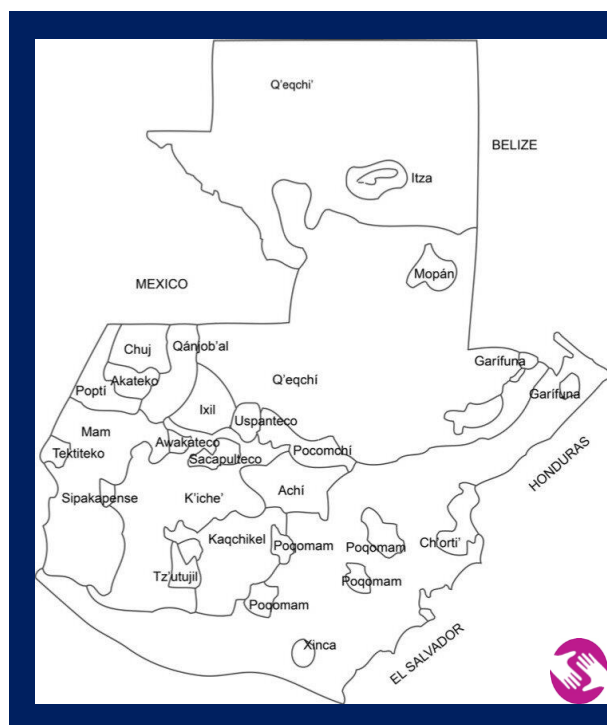 Q'eqchi'
BELIZE
Itza
Mopán
MEXICO
Chuj
Qánjob'al
Garífuna
Akateko
Q'eqchí
Poptí
Garífuna
Ixil
Uspanteco
Mam
Awakateco
Tektiteko
Pocomchí
Sacapulteco
HONDURAS
Sipakapense
K'iche'
Achí
Kaqchikel
Poqomam
Poqomam
Ch'orti'
Tz'utujil
Poqomam
Poqomam
Xinca
EL SALVADOR